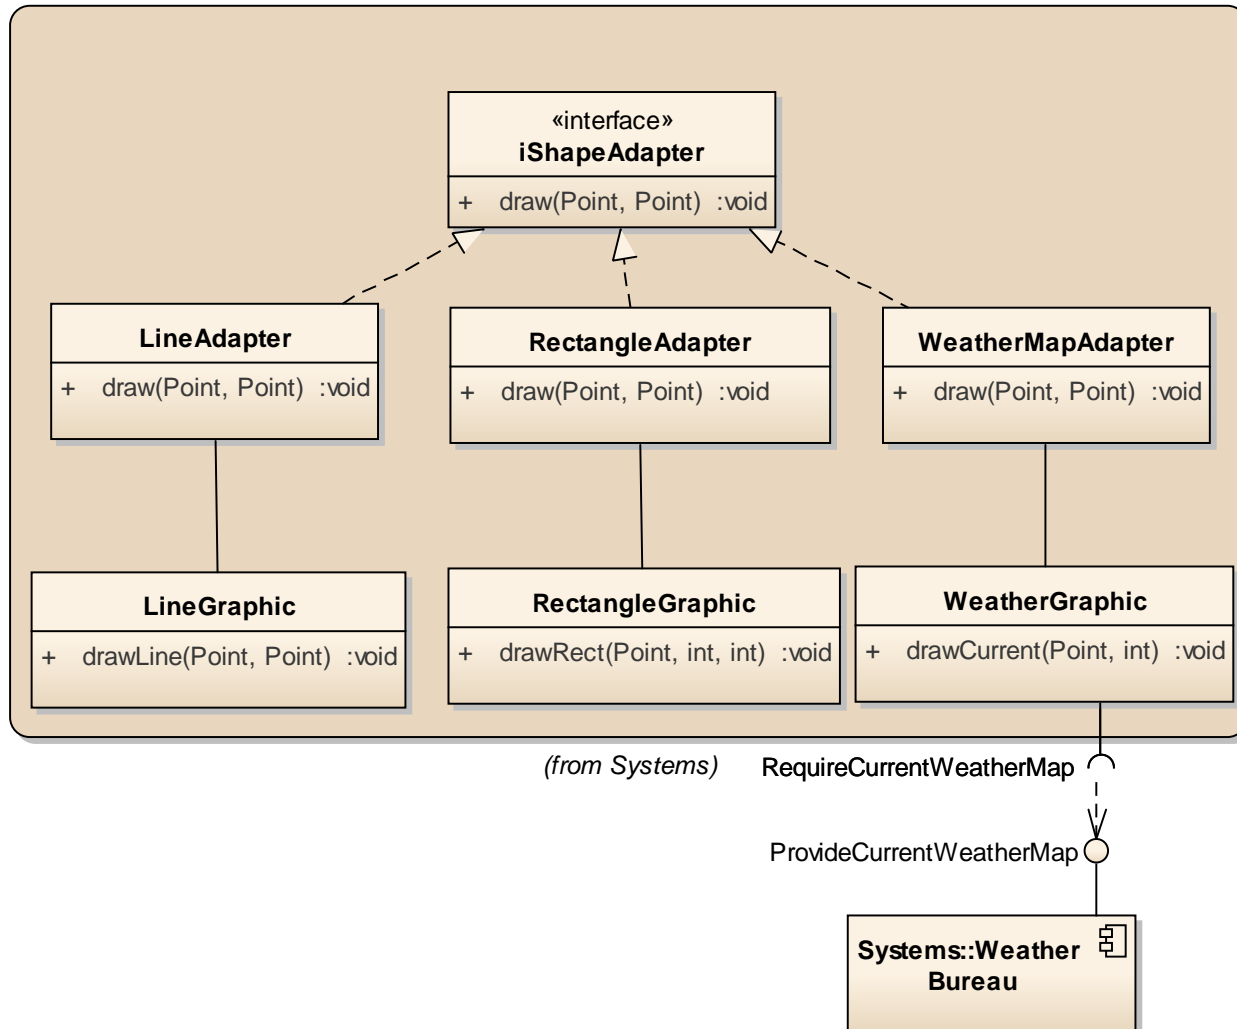 «interface»
iShapeAdapter
+ draw(Point, Point) :void
LineAdapter
+ draw(Point, Point) :void
RectangleAdapter
+ draw(Point, Point) :void
WeatherMapAdapter
+ draw(Point, Point) :void
LineGraphic
+ drawLine(Point, Point) :void
RectangleGraphic
+ drawRect(Point, int, int) :void
WeatherGraphic
+ drawCurrent(Point, int) :void
(from Systems)
RequireCurrentWeatherMap
ProvideCurrentWeatherMap
Systems::Weather
Bureau